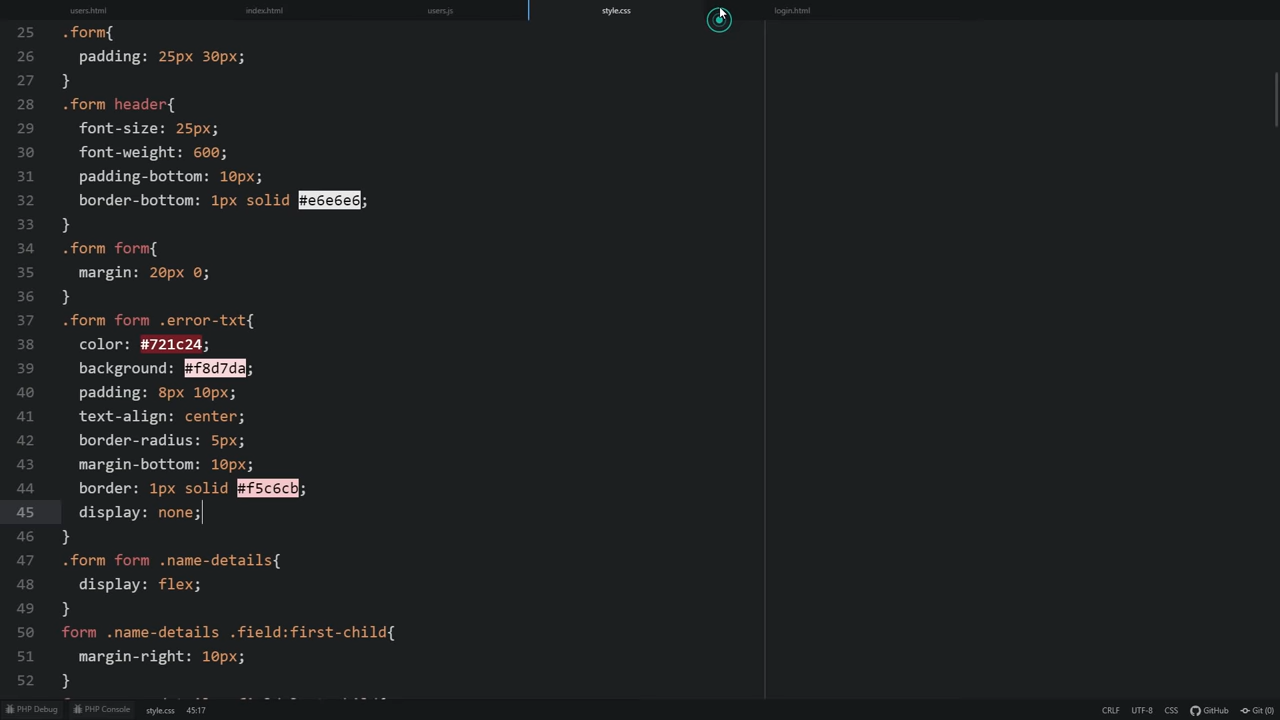 users.html index.html users.js style.css login.html
25 .form{
26 padding: 25px 30px;
27 }
28 .form header{
29 font-size: 25px;
30 font-weight: 600;
31 padding-bottom: 10px;
32 border-bottom: 1px solid #e6e6e6;
33 }
34 .form form{
35 margin: 20px 0;
36 }
37 .form form .error-txt{
38 color: #721c24;
39 background: #f8d7da;
40 padding: 8px 10px;
41 text-align: center;
42 border-radius: 5px;
43 margin-bottom: 10px;
44 border: 1px solid #f5c6cb;
45 display: none;
46 }
47 .form form .name-details{
48 display: flex;
49 }
50 form .name-details .field:first-child{
51 margin-right: 10px;
52 }
PHP Debug PHP Console style.css 45:17 CRLF UTF-8 CSS GitHub Git (0)